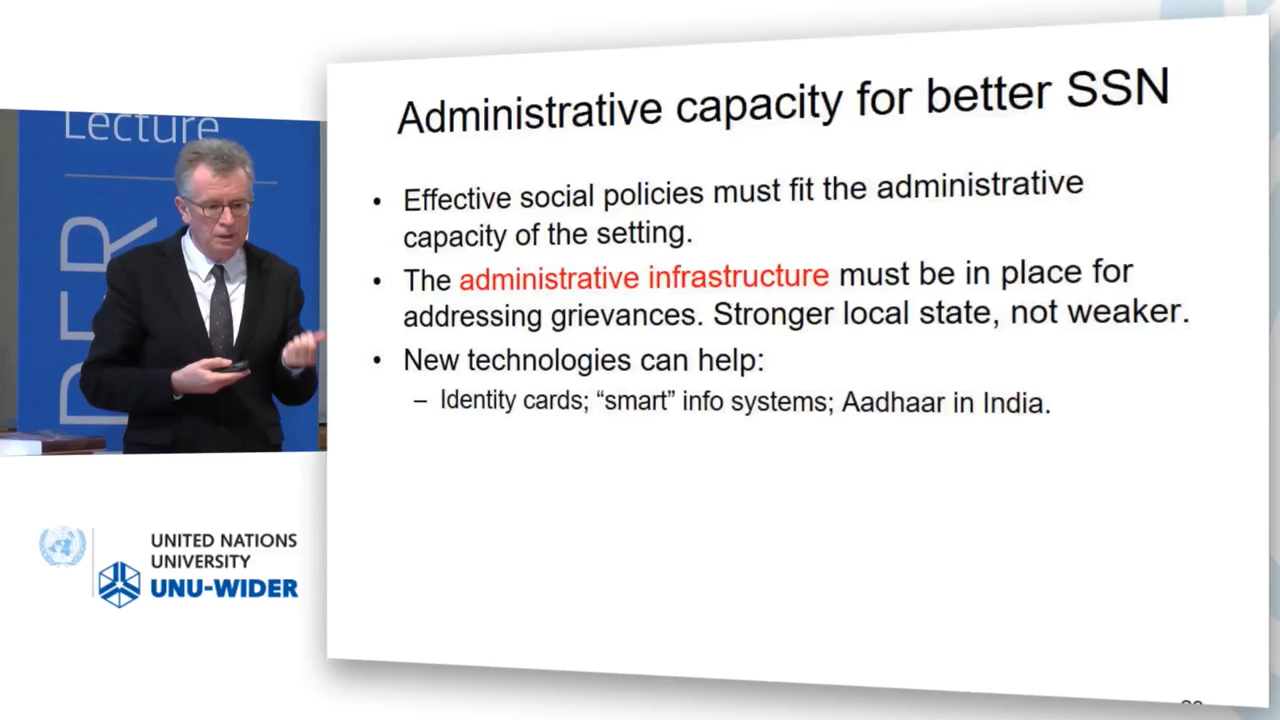 Lecture
DER
UNITED NATIONS
UNIVERSITY
UNU-WIDER
Administrative capacity for better SSN
• Effective social policies must fit the administrative
capacity of the setting.
• The administrative infrastructure must be in place for
addressing grievances. Stronger local state, not weaker.
• New technologies can help:
– Identity cards; “smart” info systems; Aadhaar in India.